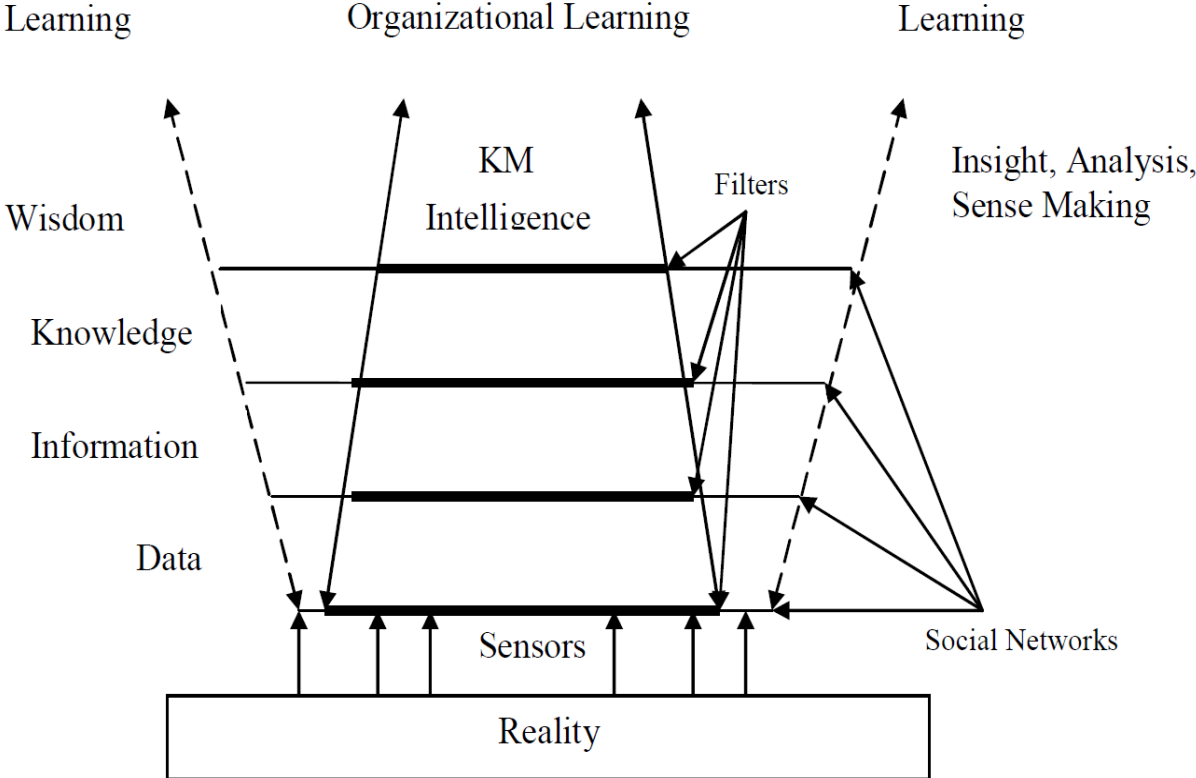 Learning
Organizational Learning
Learning
KM
Intelligence
Filters
Insight, Analysis,
Sense Making
Wisdom
Knowledge
Information
Data
Sensors
Social Networks
Reality